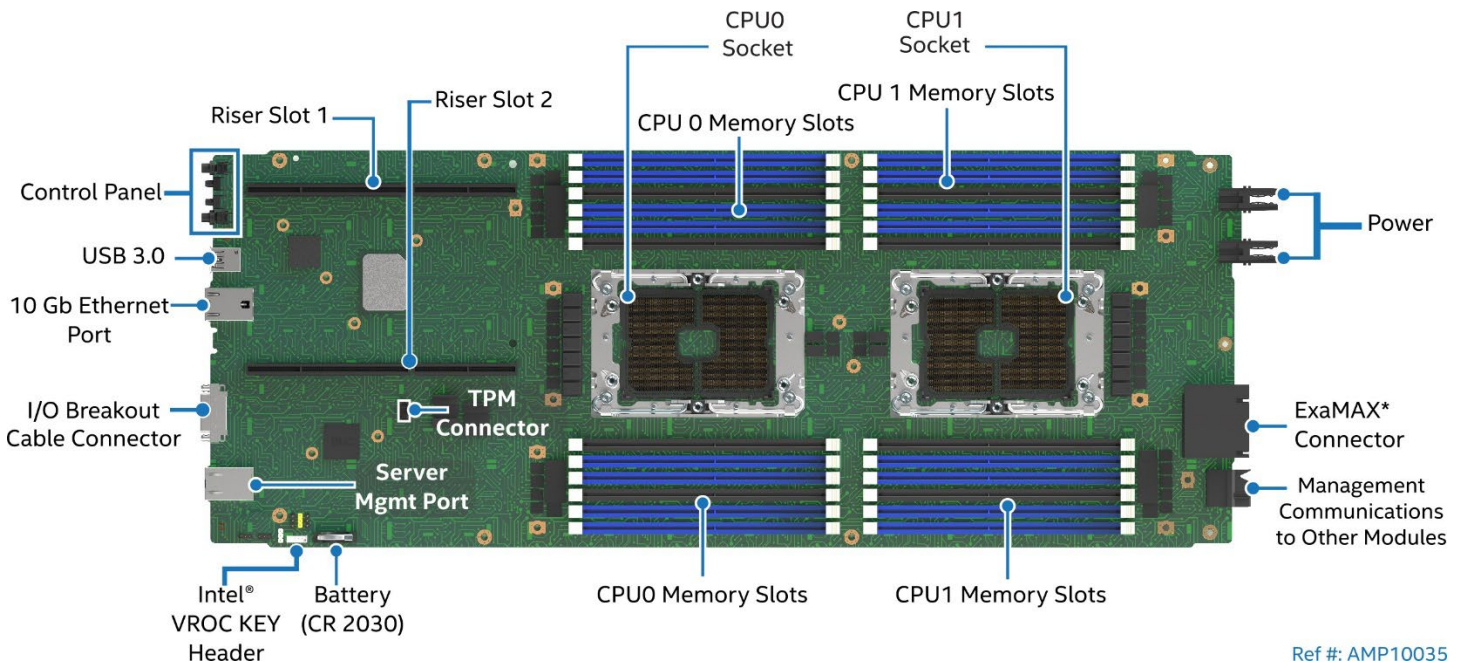 CPU0
Socket
CPU1
Socket
CPU 1 Memory Slots
Riser Slot 2
Riser Slot 1
CPU 0 Memory Slots
Control Panel
Power
USB 3.0
10 Gb Ethernet
Port
I/O Breakout
Cable Connector
TPM
Connector
ExaMAX*
Connector
Server
Mgmt Port
Management
Communications
to Other Modules
Intel®
VROC KEY
Header
Battery
(CR 2030)
CPU0 Memory Slots
CPU1 Memory Slots
Ref #: AMP10035